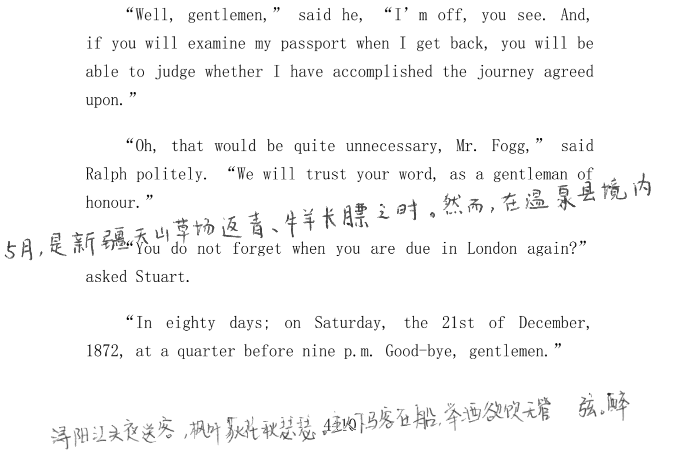 “Well, gentlemen,” said he, “I’m off, you see. And,
if you will examine my passport when I get back, you will be
able to judge whether I have accomplished the journey agreed
upon.”
“Oh, that would be quite unnecessary, Mr. Fogg,” said
Ralph politely. “We will trust your word, as a gentleman of
honour.”
5月,是新疆天山草场返青、牛羊长膘之时。然而,在温泉县境内
“You do not forget when you are due in London again?”
asked Stuart.
“In eighty days; on Saturday, the 21st of December,
1872, at a quarter before nine p.m. Good-bye, gentlemen.”
浔阳江头夜送客,枫叶荻花秋瑟瑟。主人下马客在船,举酒欲饮无管 弦。醉